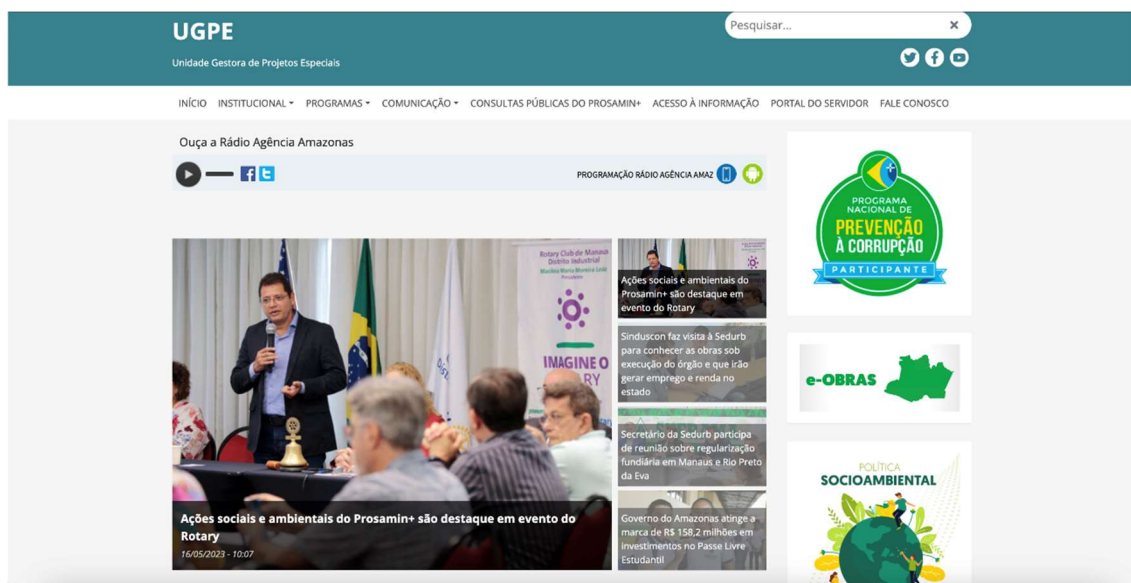 UGPE
Unidade Gestora de Projetos Especiais
Pesquisar...
INÍCIO INSTITUCIONAL PROGRAMAS COMUNICAÇÃO CONSULTAS PÚBLICAS DO PROSAMIN+ ACESSO À INFORMAÇÃO PORTAL DO SERVIDOR FALE CONOSCO
Ouça a Rádio Agência Amazonas
PROGRAMAÇÃO RÁDIO AGÊNCIA AMAZ
Rotary Club de Manaus
Distrito Industrial
IMAGINE O
RY
Ações sociais e ambientais do Prosamin+ são destaque em evento do
Rotary
16/05/2023 - 10:07
Ações sociais e ambientais do
Prosamin+ são destaque em
evento do Rotary
Sinduscon faz visita à Sedurb
para conhecer as obras sob
execução do órgão e que irão
gerar emprego e renda no
estado
Secretário da Sedurb participa
de reunião sobre regularização
fundiária em Manaus e Rio Preto
da Eva
Governo do Amazonas atinge a
marca de R$ 158,2 milhões em
investimentos no Passe Livre
Estudantil
PROGRAMA
NACIONAL DE
PREVENÇÃO
À CORRUPÇÃO
PARTICIPANTE
e-OBRAS
POLÍTICA
SOCIOAMBIENTAL